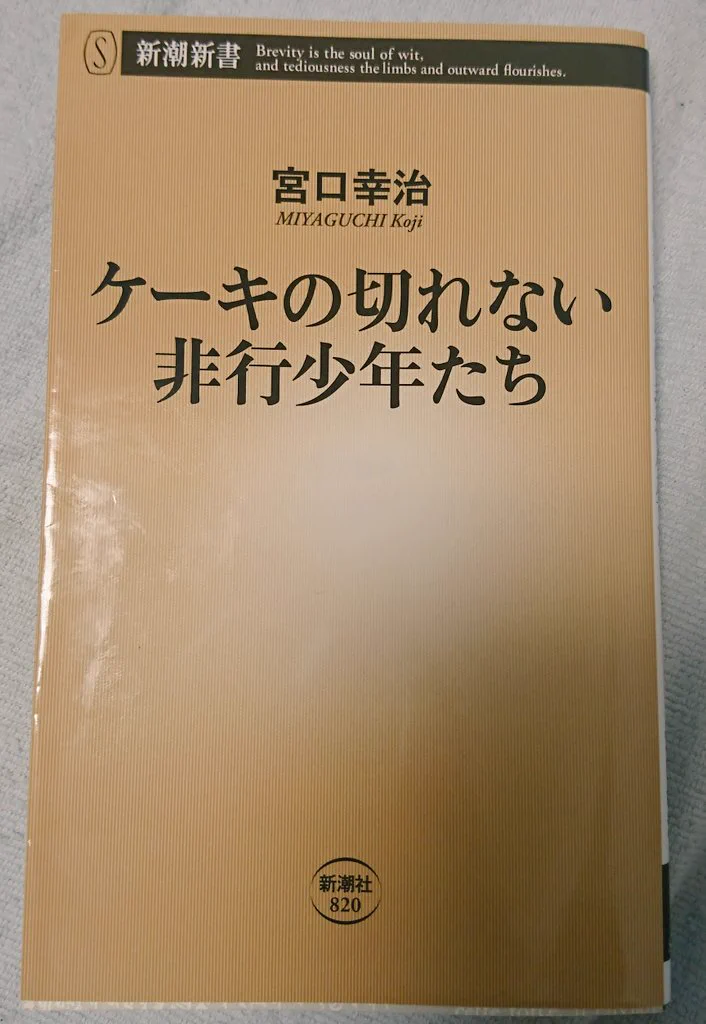 S
新潮新書
Brevity is the soul of wit,
and tediousness the limbs and outward flourishes.
宮口幸治
MIYAGUCHI Koji
ケーキの切れない
非行少年たち
新潮社
820